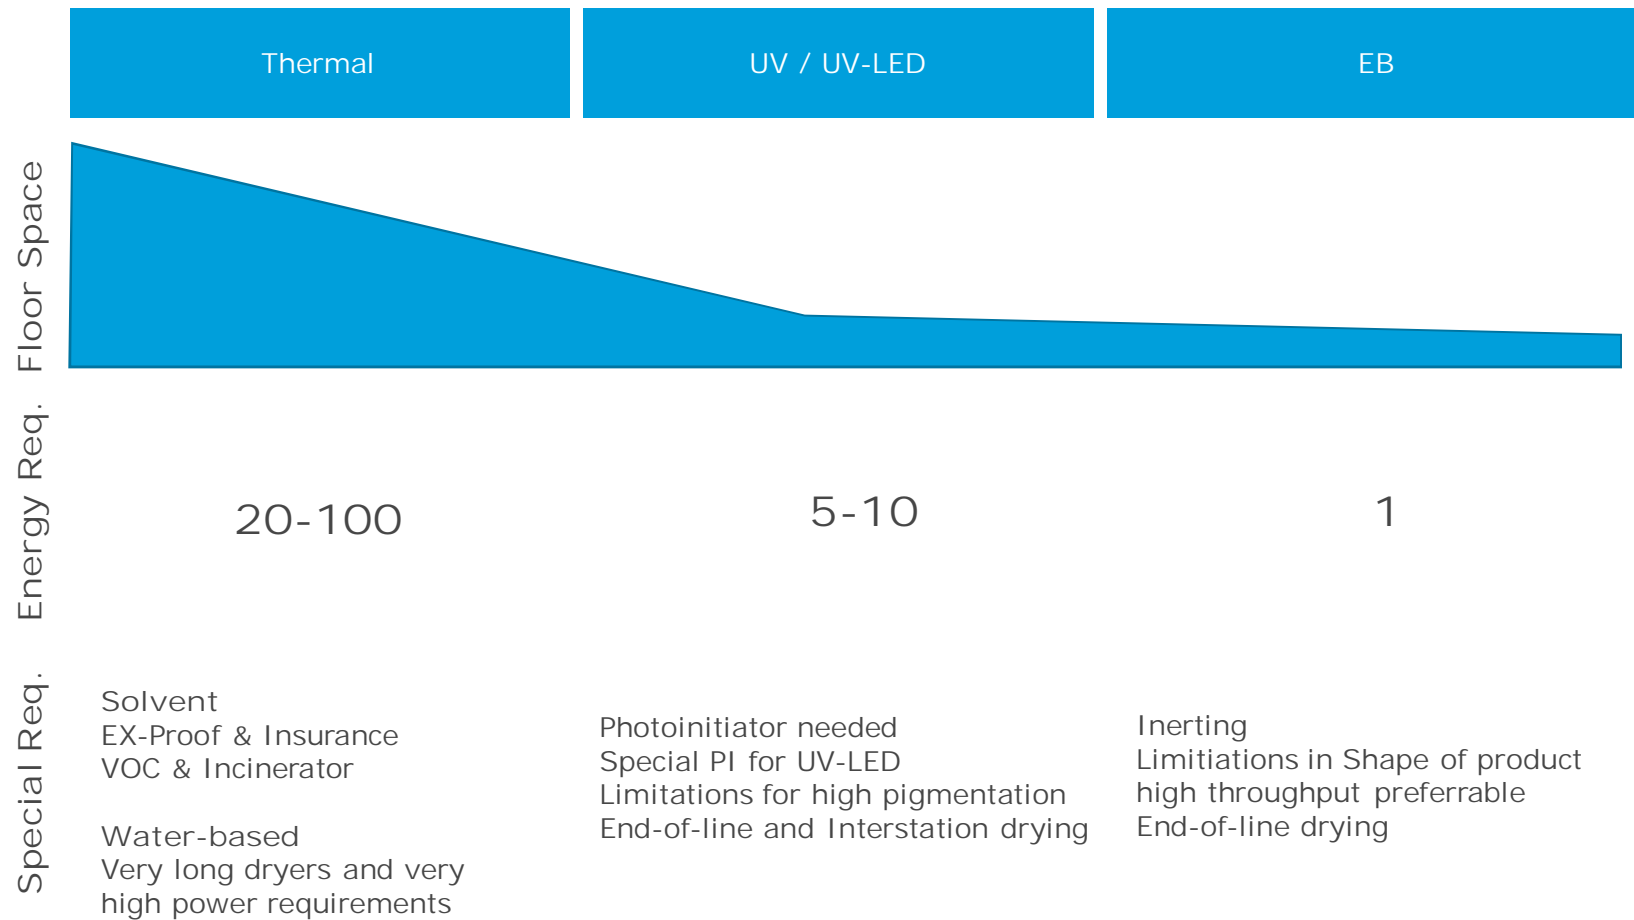 Thermal
UV / UV-LED
EB
Floor Space
Energy Req.
20-100
5-10
1
Special Req.
Solvent
EX-Proof & Insurance
VOC & Incinerator
Water-based
Very long dryers and very
high power requirements
Photoinitiator needed
Special PI for UV-LED
Limitations for high pigmentation
End-of-line and Interstation drying
Inerting
Limitiations in Shape of product
high throughput preferrable
End-of-line drying